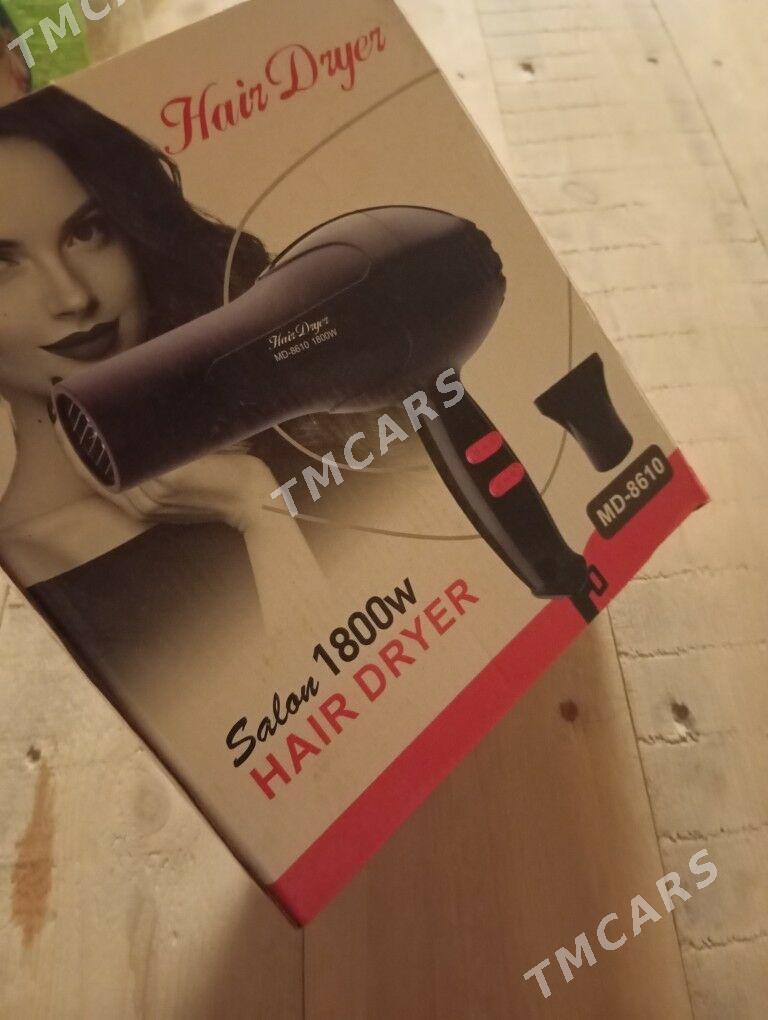 TMCARS
Hair Dryer
Hair Dryer
MD-8610 1800W
TMCARS
MD-8610
Salon 1800w
HAIR DRYER
TMCARS